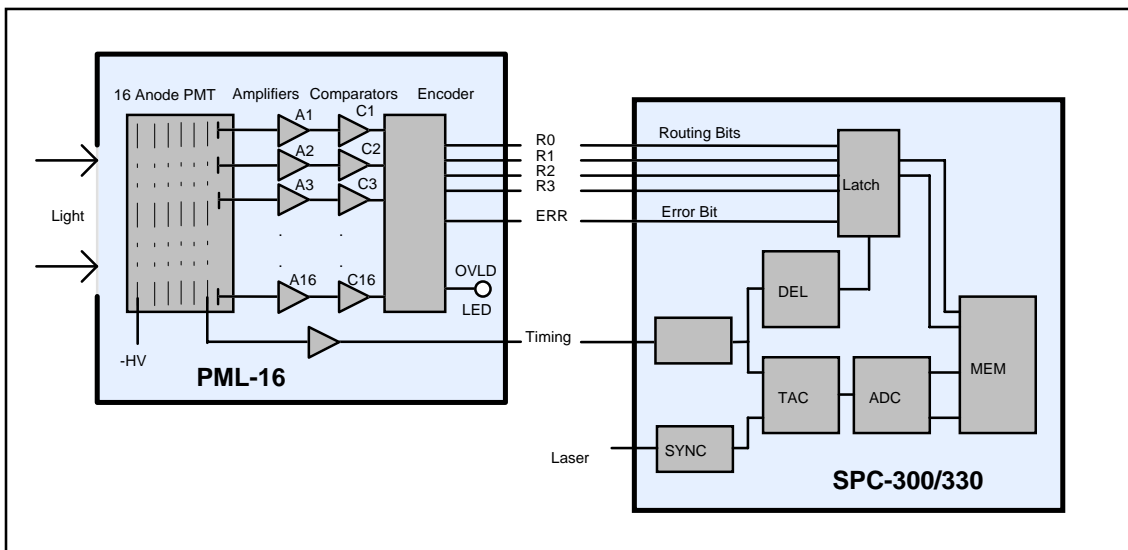 16 Anode PMT
Amplifiers
Comparators
Encoder
A1
C1
A2
C2
A3
C3
A16
C16
Light
-HV
OVLD
LED
PML-16
R0
R1
R2
R3
ERR
Timing
Laser
Routing Bits
Error Bit
Latch
DEL
TAC
ADC
MEM
SYNC
SPC-300/330